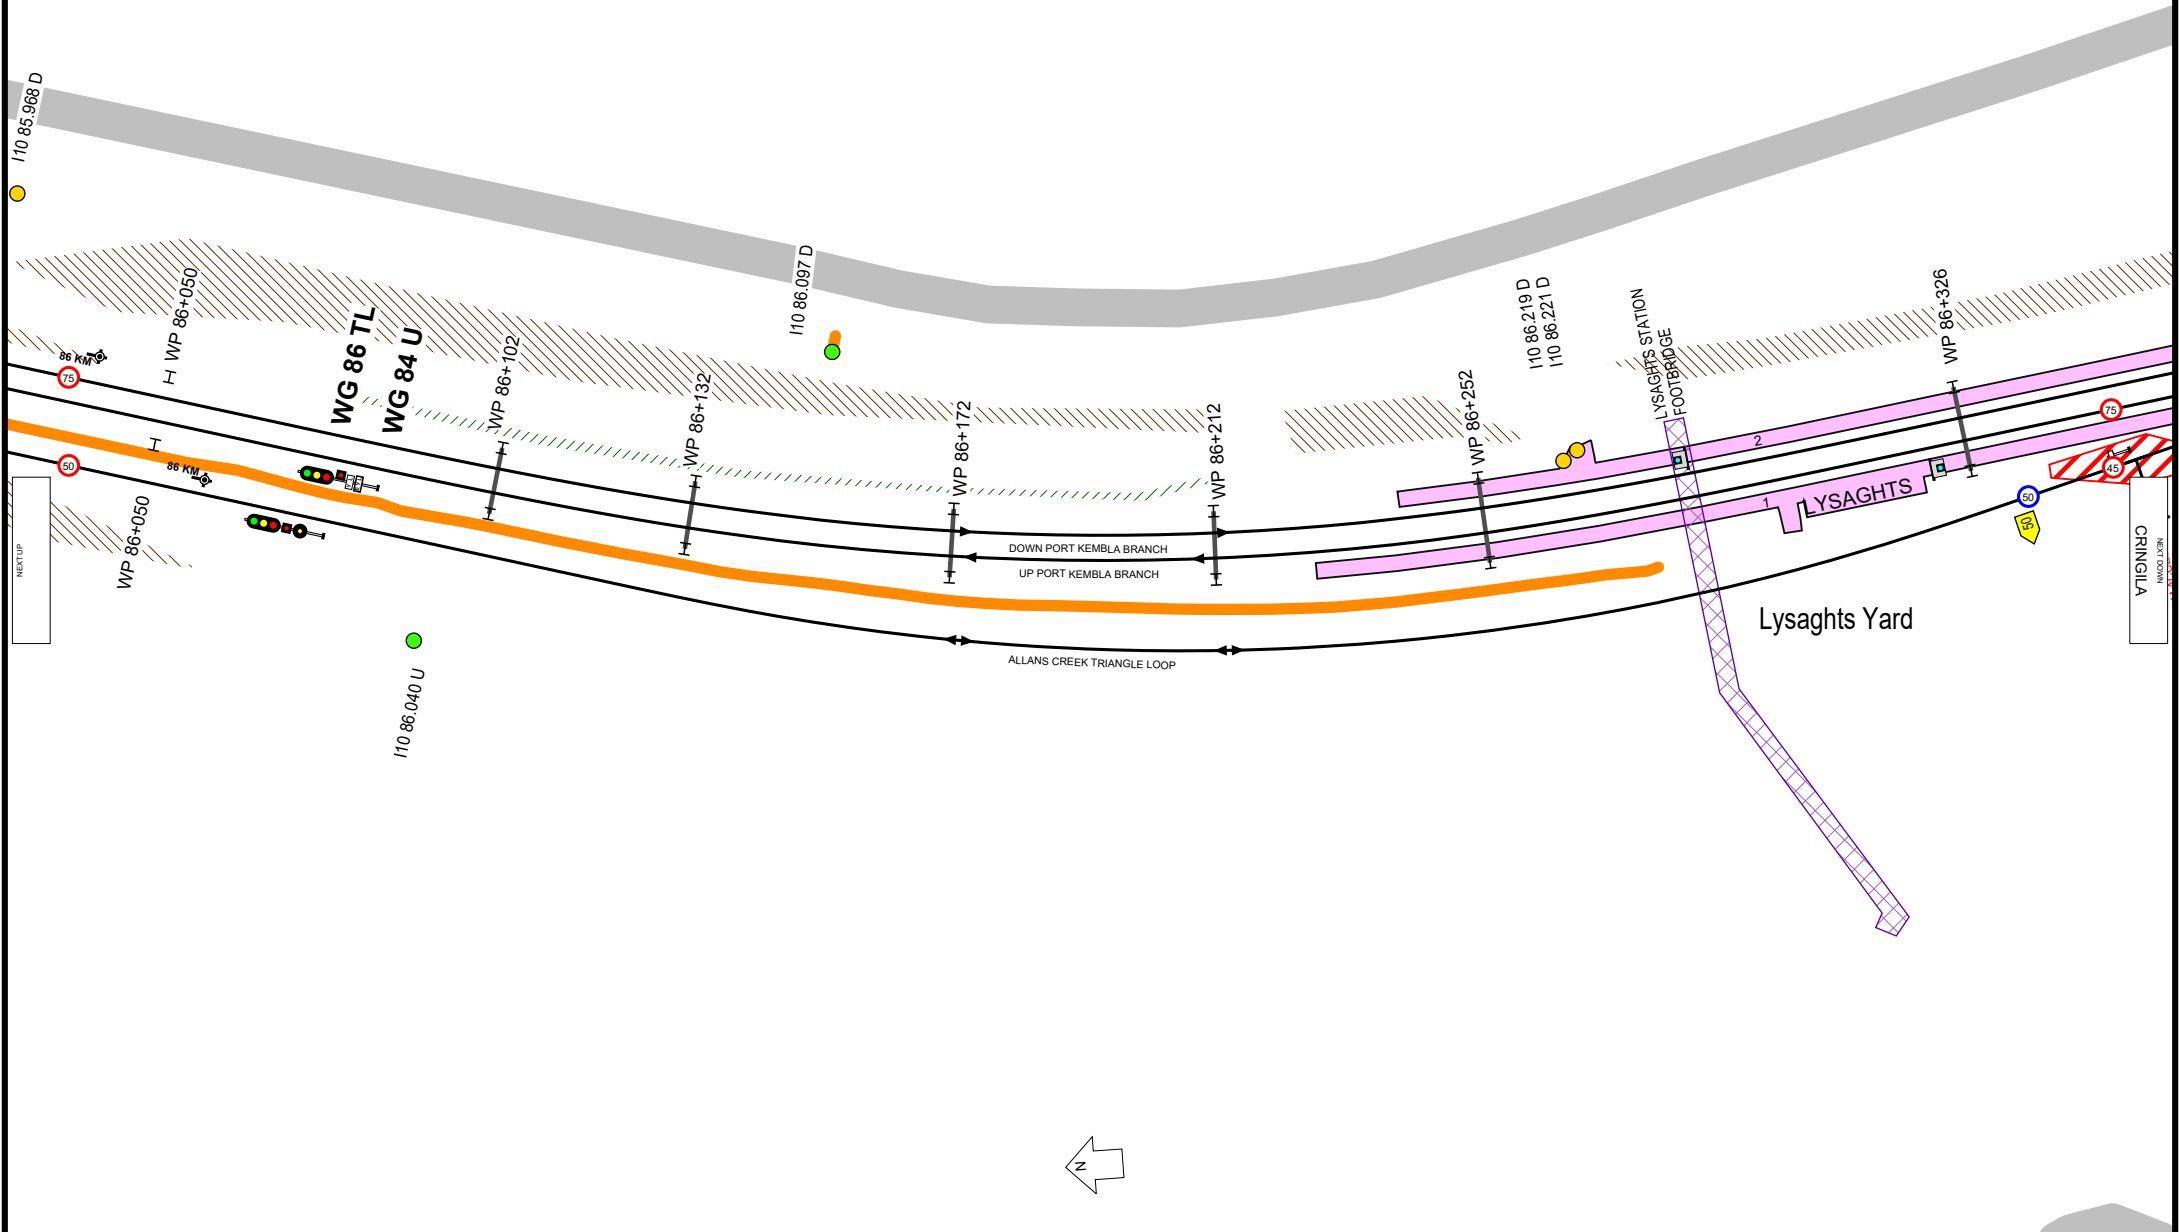 I10 85.968 D
WP 86+050
86 KM
75
WG 86 TL
WG 84 U
WP 86+102
WP 86+132
I10 86.097 D
WP 86+172
WP 86+212
WP 86+252
I10 86.219 D
I10 86.221 D
LYSAGHTS STATION
FOOTBRIDGE
WP 86+326
2
75
1
LYSAGHTS
45
50
50
50
86 KM
WP 86+050
NEXT UP
I10 86.040 U
DOWN PORT KEMBLA BRANCH
UP PORT KEMBLA BRANCH
ALLANS CREEK TRIANGLE LOOP
Lysaghts Yard
CRINGILA
NEXT DOWN
N